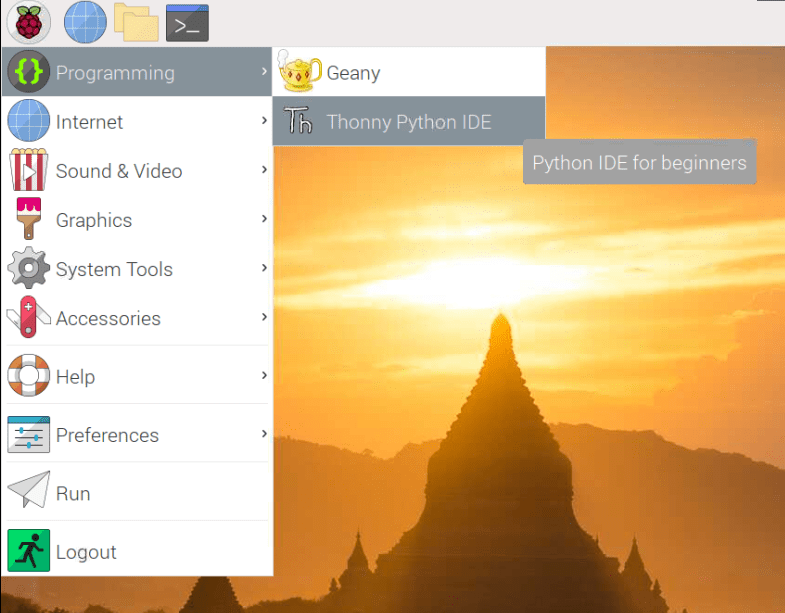 >_
Programming
Geany
Internet
Th Thonny Python IDE
Python IDE for beginners
Sound & Video
Graphics
System Tools
Accessories
Help
Preferences
Run
Logout